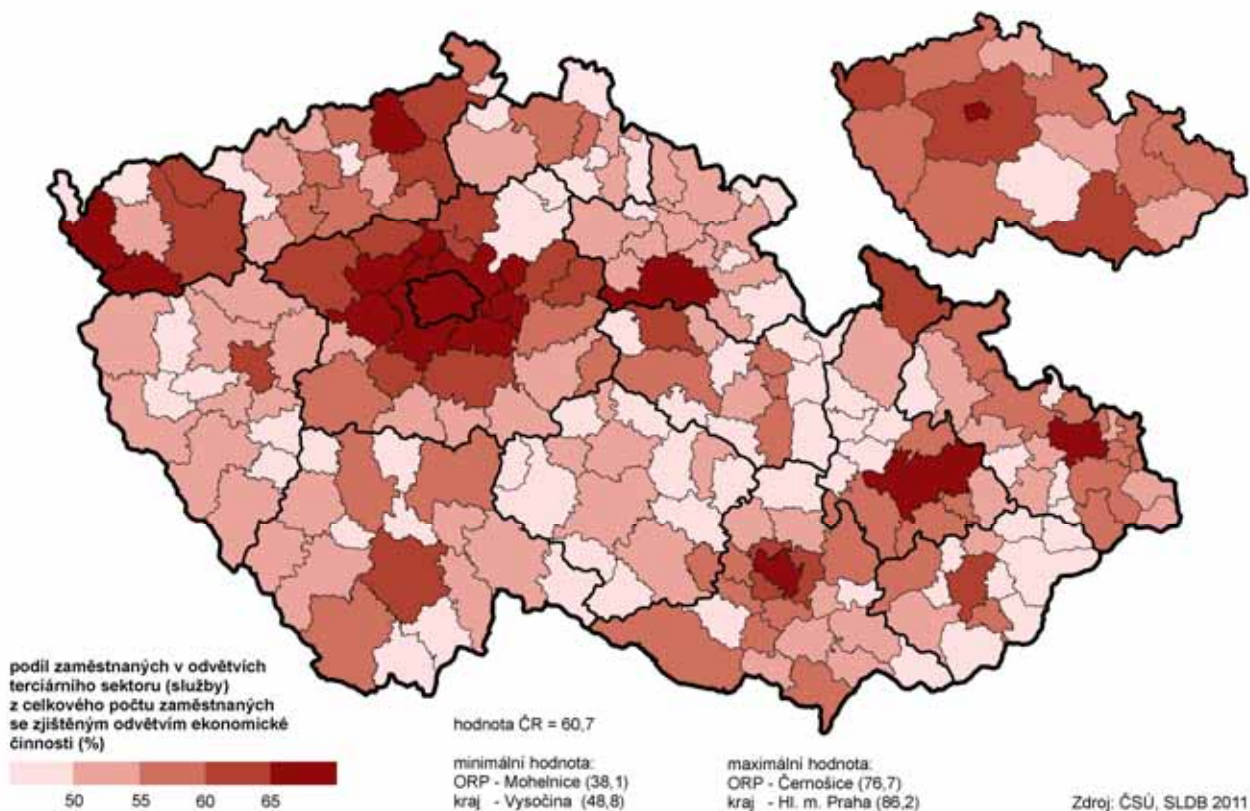 podíl zaměstnaných v odvětvích
terciárního sektoru (služby)
z celkového počtu zaměstnaných
se zjištěným odvětvím ekonomické
činnosti (%)
50 55 60 65
hodnota ČR = 60,7
minimální hodnota:
ORP - Mohelnice (38,1)
kraj - Vysočina (48,8)
maximální hodnota:
ORP - Černošice (76,7)
kraj - Hl. m. Praha (86,2)
Zdroj: ČSÚ, SLDB 2011